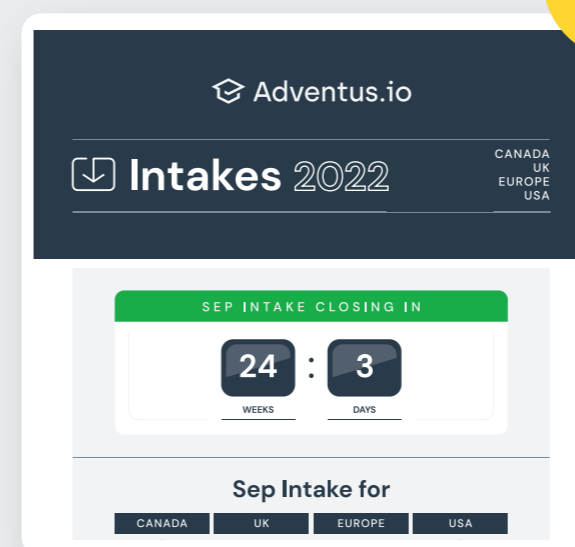 Adventus.io
Intakes 2022
CANADA
UK
EUROPE
USA
SEP INTAKE CLOSING IN
24 : 3
WEEKS DAYS
Sep Intake for
CANADA UK EUROPE USA